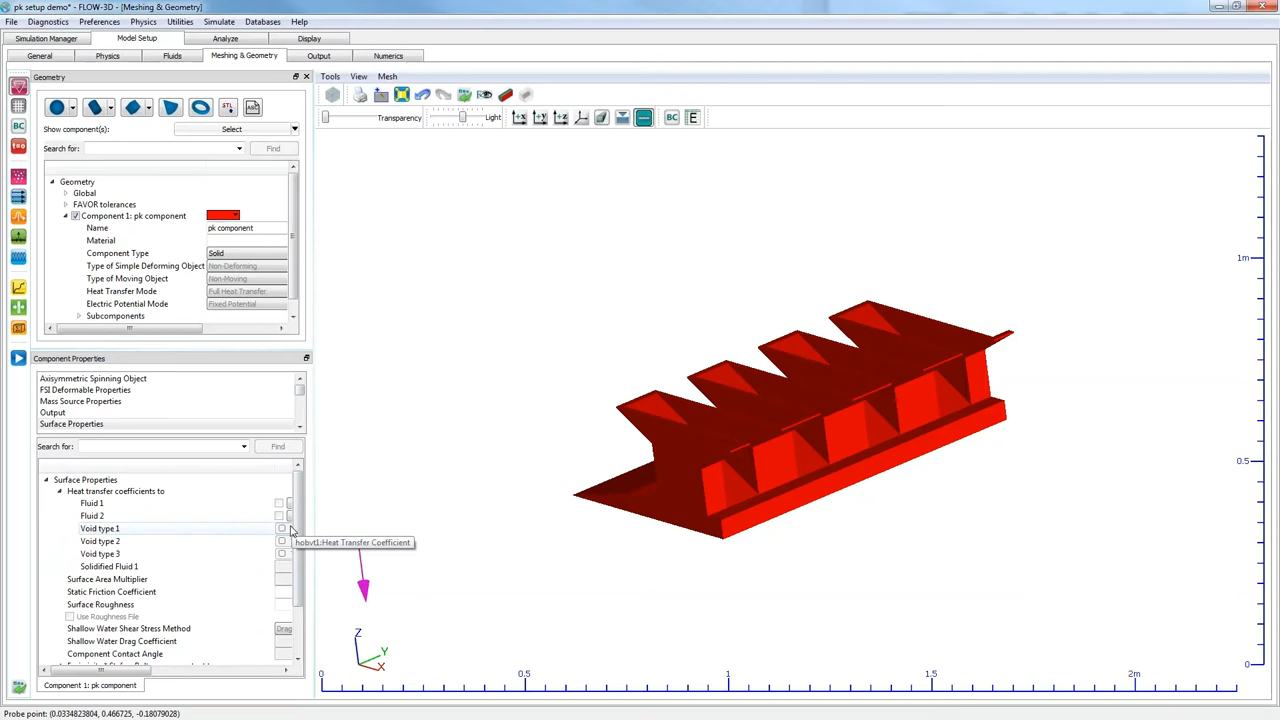 pk setup demo* - FLOW-3D - [Meshing & Geometry]
File Diagnostics Preferences Physics Utilities Simulate Databases Help
Simulation Manager Model Setup Analyze Display
General Physics Fluids Meshing & Geometry Output Numerics
Geometry
Tools View Mesh
STL
Show component(s): Select
Transparency Light +X +Y +Z BC E
BC
Search for: Find
t=0
Geometry
Global
FAVOR tolerances
Component 1: pk component
Name pk component
Material
Component Type Solid
Type of Simple Deforming Object Non-Deforming
Type of Moving Object Non-Moving
Heat Transfer Mode Full Heat Transfer
Electric Potential Mode Fixed Potential
Subcomponents
Component Properties
Axisymmetric Spinning Object
FSI Deformable Properties
Mass Source Properties
Output
Surface Properties
Search for: Find
Surface Properties
Heat transfer coefficients to
Fluid 1
Fluid 2
Void type 1
Void type 2
hobvt1:Heat Transfer Coefficient
Void type 3
Solidified Fluid 1
Surface Area Multiplier
Static Friction Coefficient
Surface Roughness
Use Roughness File
Shallow Water Shear Stress Method Drag
Shallow Water Drag Coefficient
Component Contact Angle
Component 1: pk component
1m
0.5
0
Z
Y
X
0 0.5 1 1.5 2m
Probe point: (0.0334823804, 0.466725, -0.18079028)